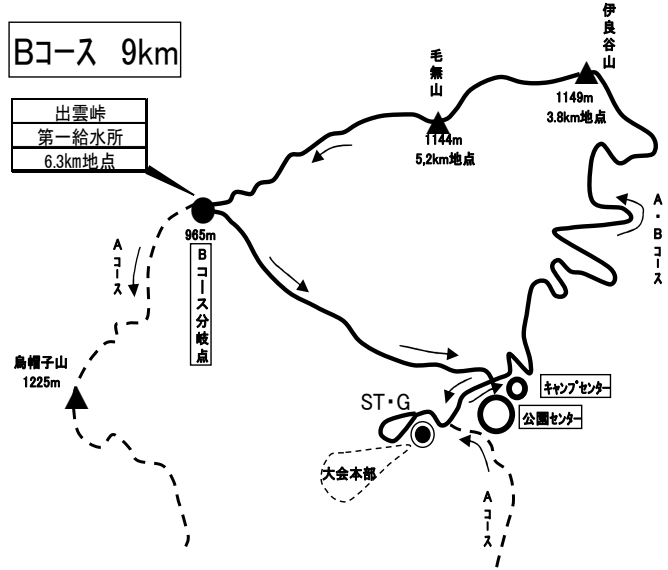 Bコース 9km
伊良谷山
1149m
3.8km地点
毛無山
1144m
5,2km地点
出雲峠
第一給水所
6.3km地点
965m
Bコース分岐点
Aコース
A・Bコース
烏帽子山
1225m
キャンプセンター
公園センター
ST・G
大会本部
Aコース